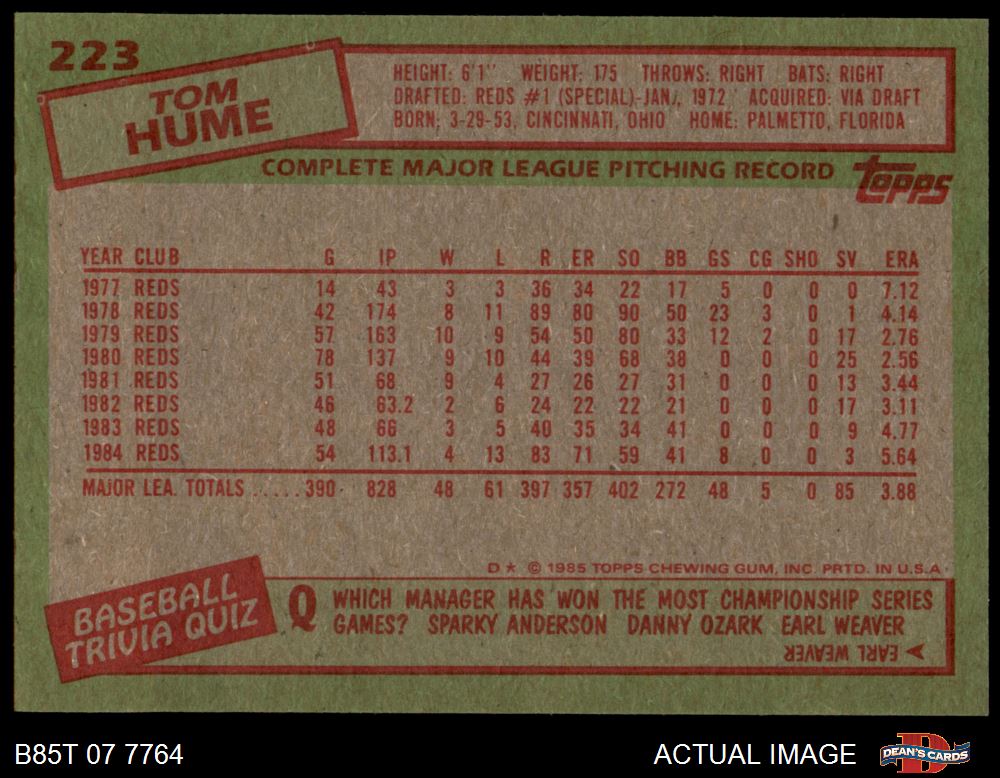 223
TOM
HUME
HEIGHT: 6'1" WEIGHT: 175 THROWS: RIGHT BATS: RIGHT
DRAFTED: REDS #1 (SPECIAL)-JAN., 1972 ACQUIRED: VIA DRAFT
BORN: 3-29-53, CINCINNATI, OHIO HOME: PALMETTO, FLORIDA
COMPLETE MAJOR LEAGUE PITCHING RECORD
topps
YEAR CLUB G IP W L R ER SO BB GS CG SHO SV ERA
1977 REDS 14 43 3 3 36 34 22 17 5 0 0 0 7.12
1978 REDS 42 174 8 11 89 80 90 50 23 3 0 1 4.14
1979 REDS 57 163 10 9 54 50 80 33 12 2 0 17 2.76
1980 REDS 78 137 9 10 44 39 68 38 0 0 0 25 2.56
1981 REDS 51 68 9 4 27 26 27 31 0 0 0 13 3.44
1982 REDS 46 63.2 2 6 24 22 22 21 0 0 0 17 3.11
1983 REDS 48 66 3 5 40 35 34 41 0 0 0 9 4.77
1984 REDS 54 113.1 4 13 83 71 59 41 8 0 0 3 5.64
MAJOR LEA. TOTALS ..... 390 828 48 61 397 357 402 272 48 5 0 85 3.88
D★ © 1985 TOPPS CHEWING GUM, INC. PRTD. IN U.S.A.
BASEBALL
TRIVIA QUIZ
Q WHICH MANAGER HAS WON THE MOST CHAMPIONSHIP SERIES
GAMES? SPARKY ANDERSON DANNY OZARK EARL WEAVER
EARL WEAVER
B85T 07 7764
ACTUAL IMAGE
D
DEAN'S CARDS